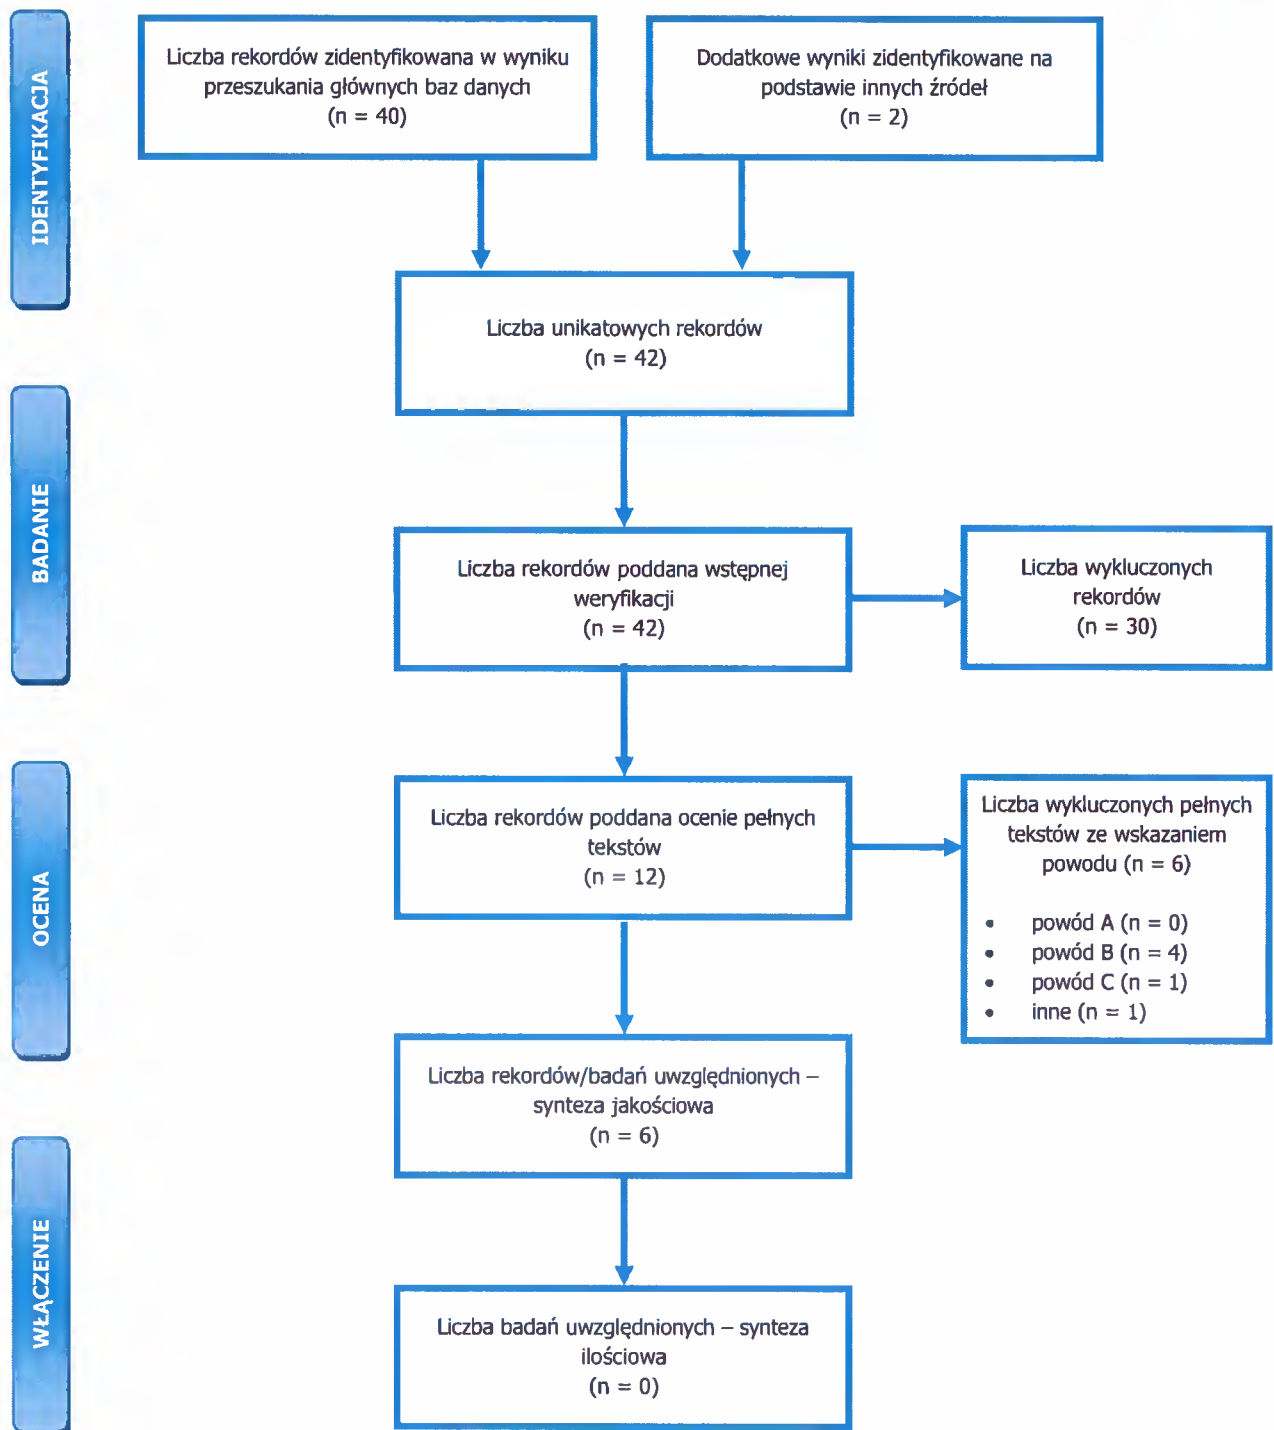 IDENTYFIKACJA
Liczba rekordów zidentyfikowana w wyniku
przeszukania głównych baz danych
(n = 40)
Dodatkowe wyniki zidentyfikowane na
podstawie innych źródeł
(n = 2)
Liczba unikatowych rekordów
(n = 42)
BADANIE
Liczba rekordów poddana wstępnej
weryfikacji
(n = 42)
Liczba wykluczonych
rekordów
(n = 30)
OCENA
Liczba rekordów poddana ocenie pełnych
tekstów
(n = 12)
Liczba wykluczonych pełnych
tekstów ze wskazaniem
powodu (n = 6)
• powód A (n = 0)
• powód B (n = 4)
• powód C (n = 1)
• inne (n = 1)
Liczba rekordów/badań uwzględnionych –
synteza jakościowa
(n = 6)
WŁĄCZENIE
Liczba badań uwzględnionych – synteza
ilościowa
(n = 0)